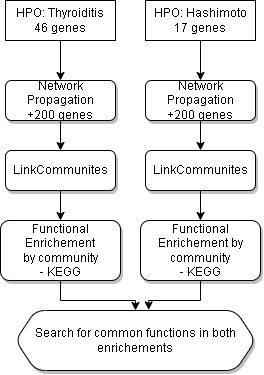 HPO: Thyroiditis
46 genes
HPO: Hashimoto
17 genes
Network
Propagation
+200 genes
Network
Propagation
+200 genes
LinkCommunites
LinkCommunites
Functional
Enrichement
by community
- KEGG
Functional
Enrichement by
community
- KEGG
Search for common functions in both
enrichements